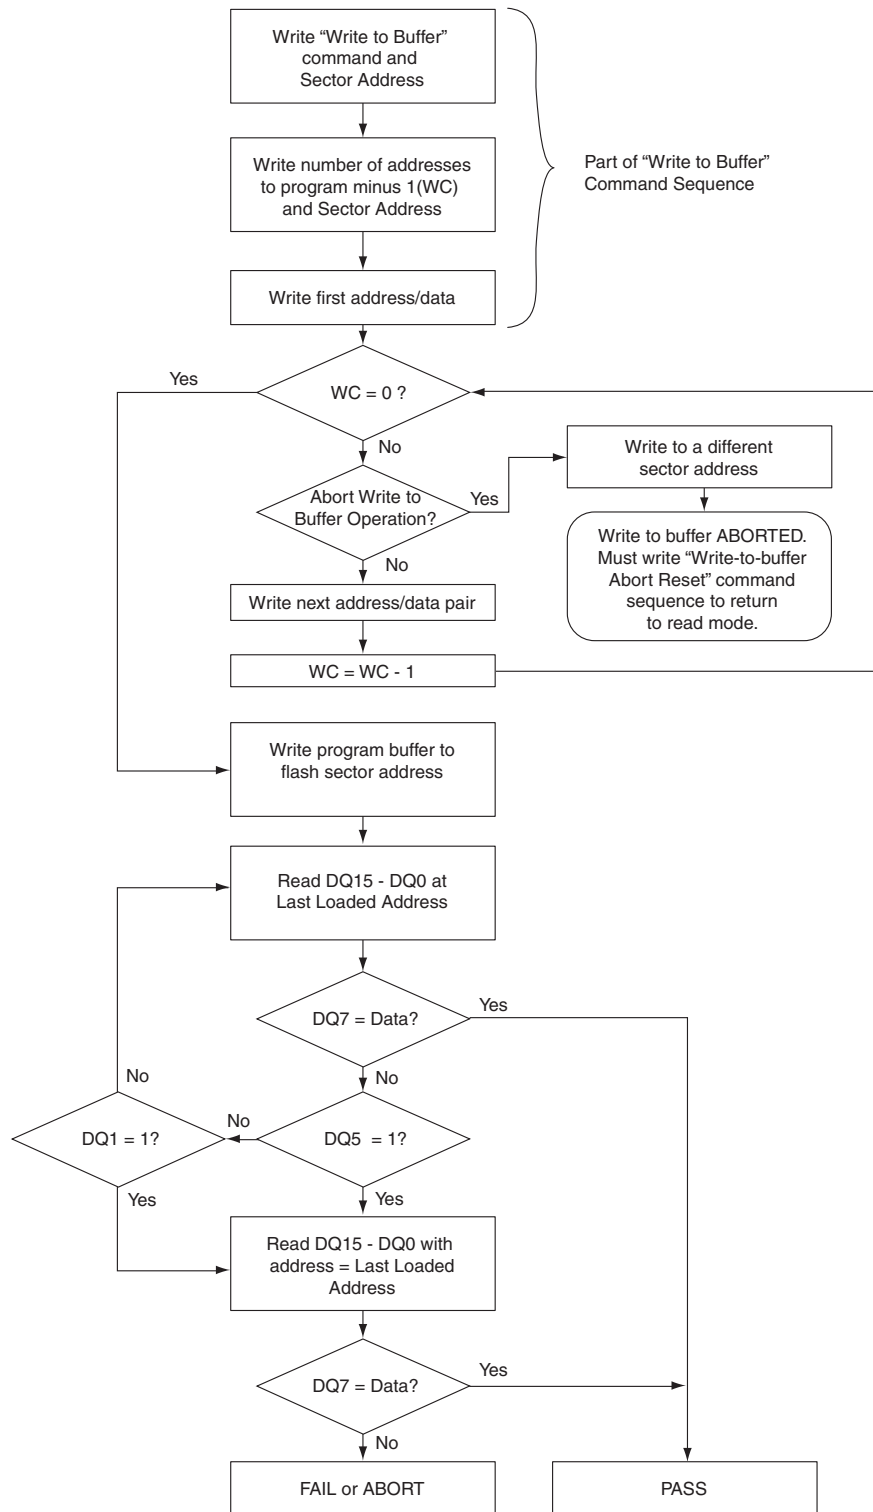 Write “Write to Buffer”
command and
Sector Address
Write number of addresses
to program minus 1(WC)
and Sector Address
Part of “Write to Buffer”
Command Sequence
Write first address/data
WC = 0 ?
Yes
No
Abort Write to
Buffer Operation?
Yes
No
Write to a different
sector address
Write to buffer ABORTED.
Must write “Write-to-buffer
Abort Reset” command
sequence to return
to read mode.
Write next address/data pair
WC = WC - 1
Write program buffer to
flash sector address
Read DQ15 - DQ0 at
Last Loaded Address
DQ7 = Data?
Yes
No
DQ5 = 1?
No
Yes
DQ1 = 1?
No
Yes
Read DQ15 - DQ0 with
address = Last Loaded
Address
DQ7 = Data?
Yes
No
FAIL or ABORT
PASS